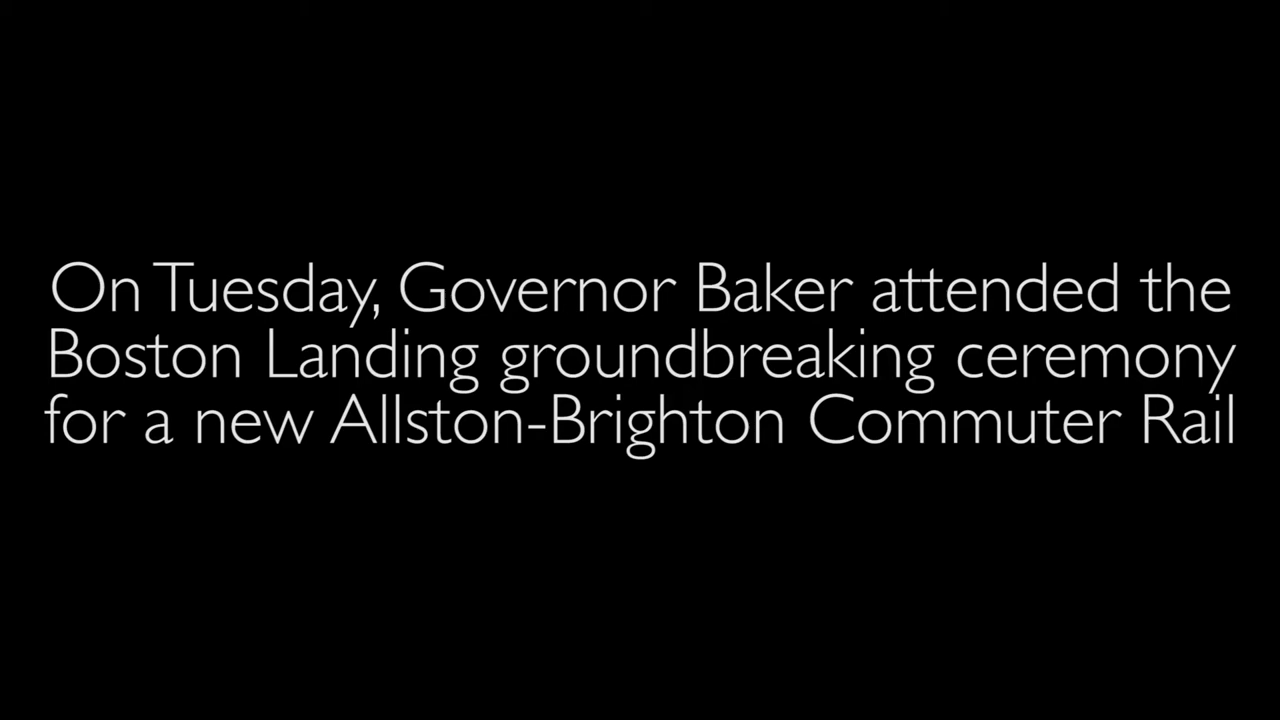 On Tuesday, Governor Baker attended the
Boston Landing groundbreaking ceremony
for a new Allston-Brighton Commuter Rail